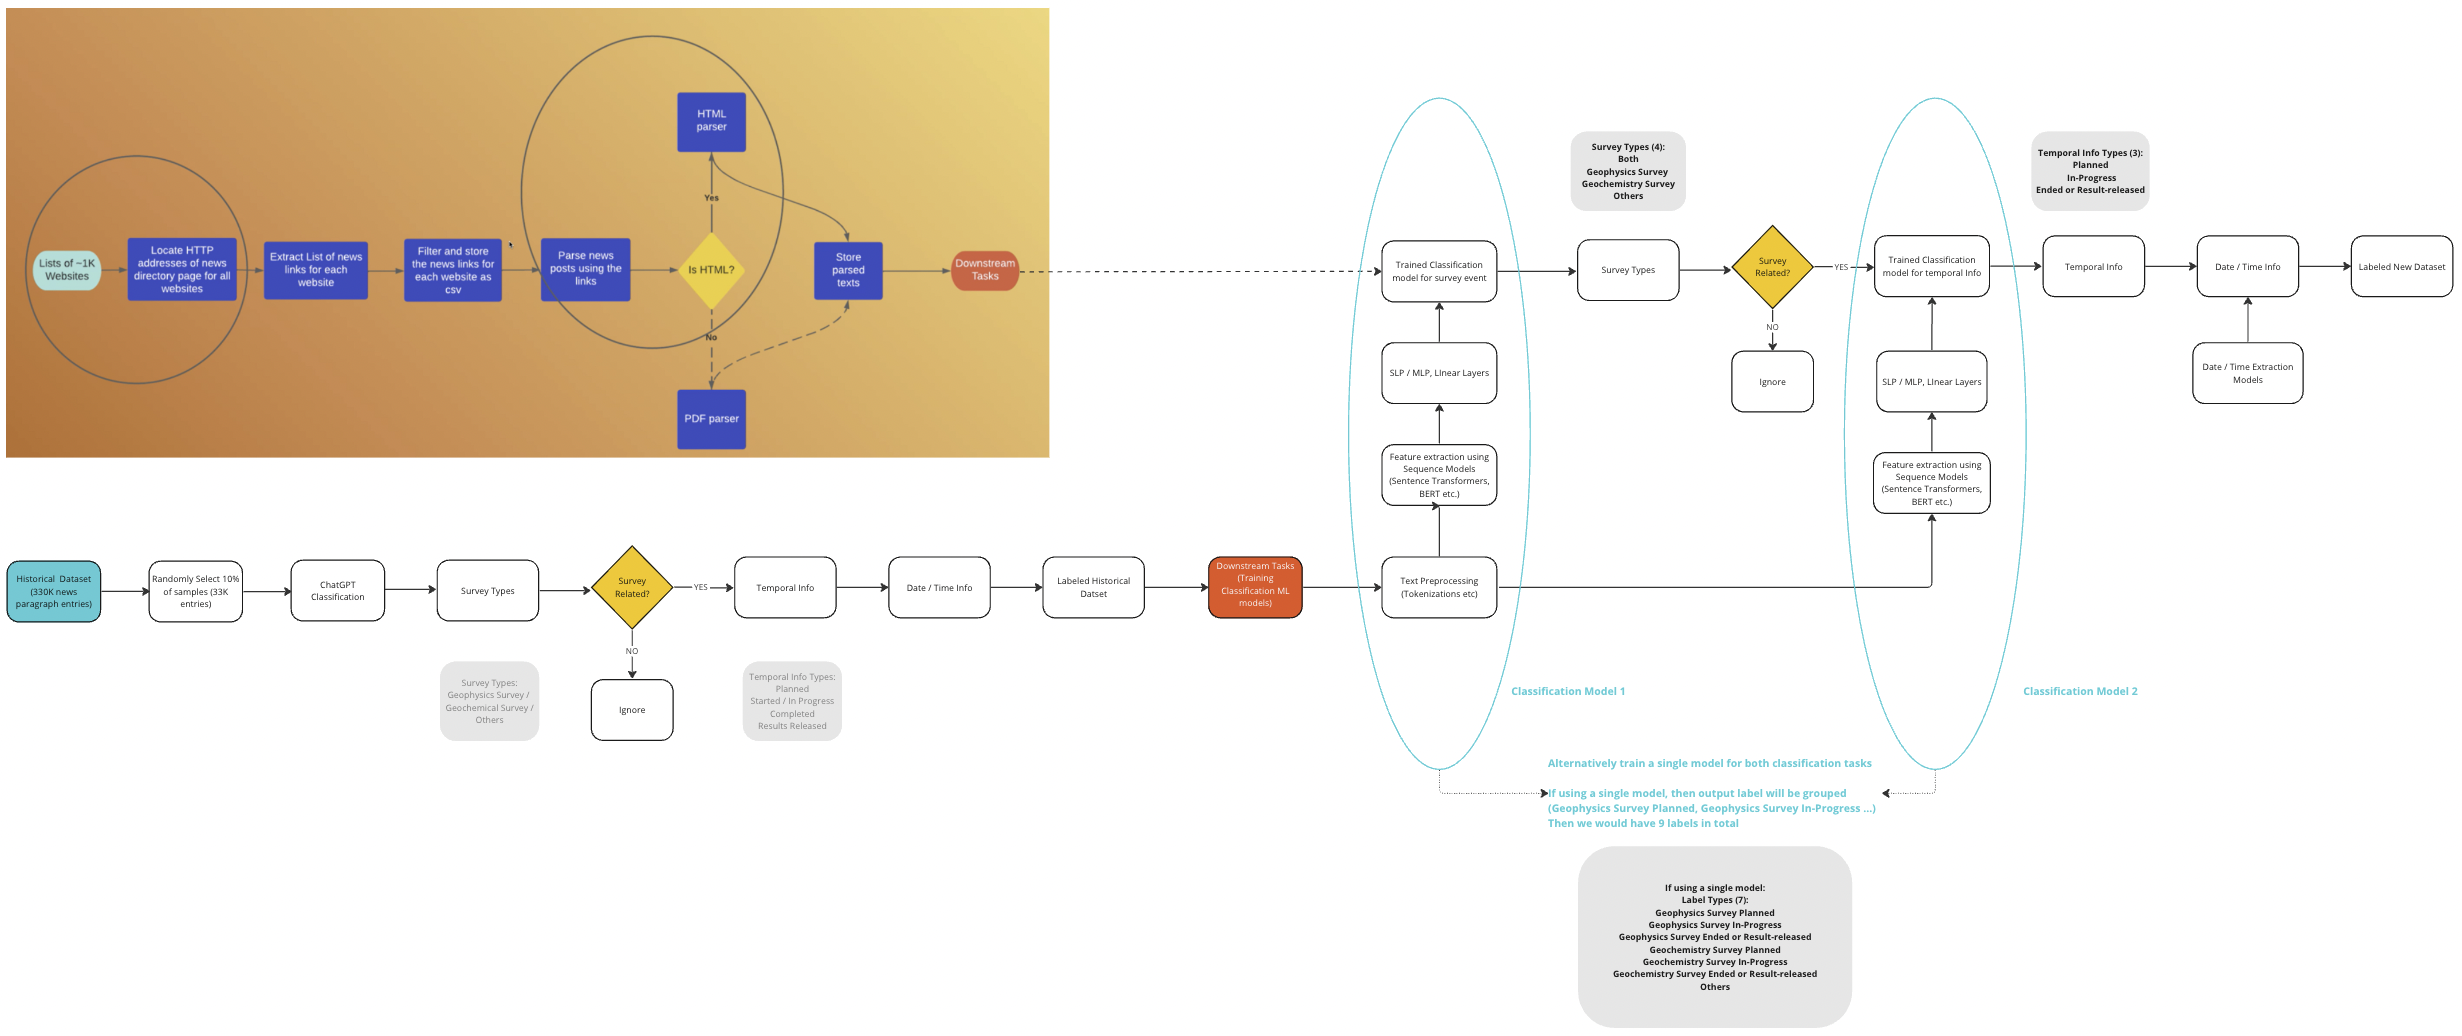 HTML
parser
Yes
Lists of ~1K
Websites
Locate HTTP
addresses of news
directory page for all
websites
Extract List of news
links for each
website
Filter and store
the news links for
each website as
csv
Parse news
posts using the
links
Is HTML?
Store
parsed
texts
Downstream
Tasks
No
PDF parser
Survey Types (4):
Both
Geophysics Survey
Geochemistry Survey
Others
Temporal Info Types (3):
Planned
In-Progress
Ended or Result-released
Trained Classification
model for survey event
Survey Types
Survey
Related?
YES
Trained Classification
model for temporal Info
Temporal Info
Date / Time Info
Labeled New Dataset
NO
Ignore
SLP / MLP, LInear Layers
SLP / MLP, LInear Layers
Date / Time Extraction
Models
Feature extraction using
Sequence Models
(Sentence Transformers,
BERT etc.)
Feature extraction using
Sequence Models
(Sentence Transformers,
BERT etc.)
Historical Dataset
(330K news
paragraph entries)
Randomly Select 10%
of samples (33K
entries)
ChatGPT
Classification
Survey Types
Survey
Related?
YES
Temporal Info
Date / Time Info
Labeled Historical
Datset
Downstream Tasks
(Training
Classification ML
models)
Text Preprocessing
(Tokenizations etc)
NO
Ignore
Survey Types:
Geophysics Survey /
Geochemical Survey /
Others
Temporal Info Types:
Planned
Started / In Progress
Completed
Results Released
Classification Model 1
Classification Model 2
Alternatively train a single model for both classification tasks
If using a single model, then output label will be grouped
(Geophysics Survey Planned, Geophysics Survey In-Progress ...)
Then we would have 9 labels in total
If using a single model:
Label Types (7):
Geophysics Survey Planned
Geophysics Survey In-Progress
Geophysics Survey Ended or Result-released
Geochemistry Survey Planned
Geochemistry Survey In-Progress
Geochemistry Survey Ended or Result-released
Others